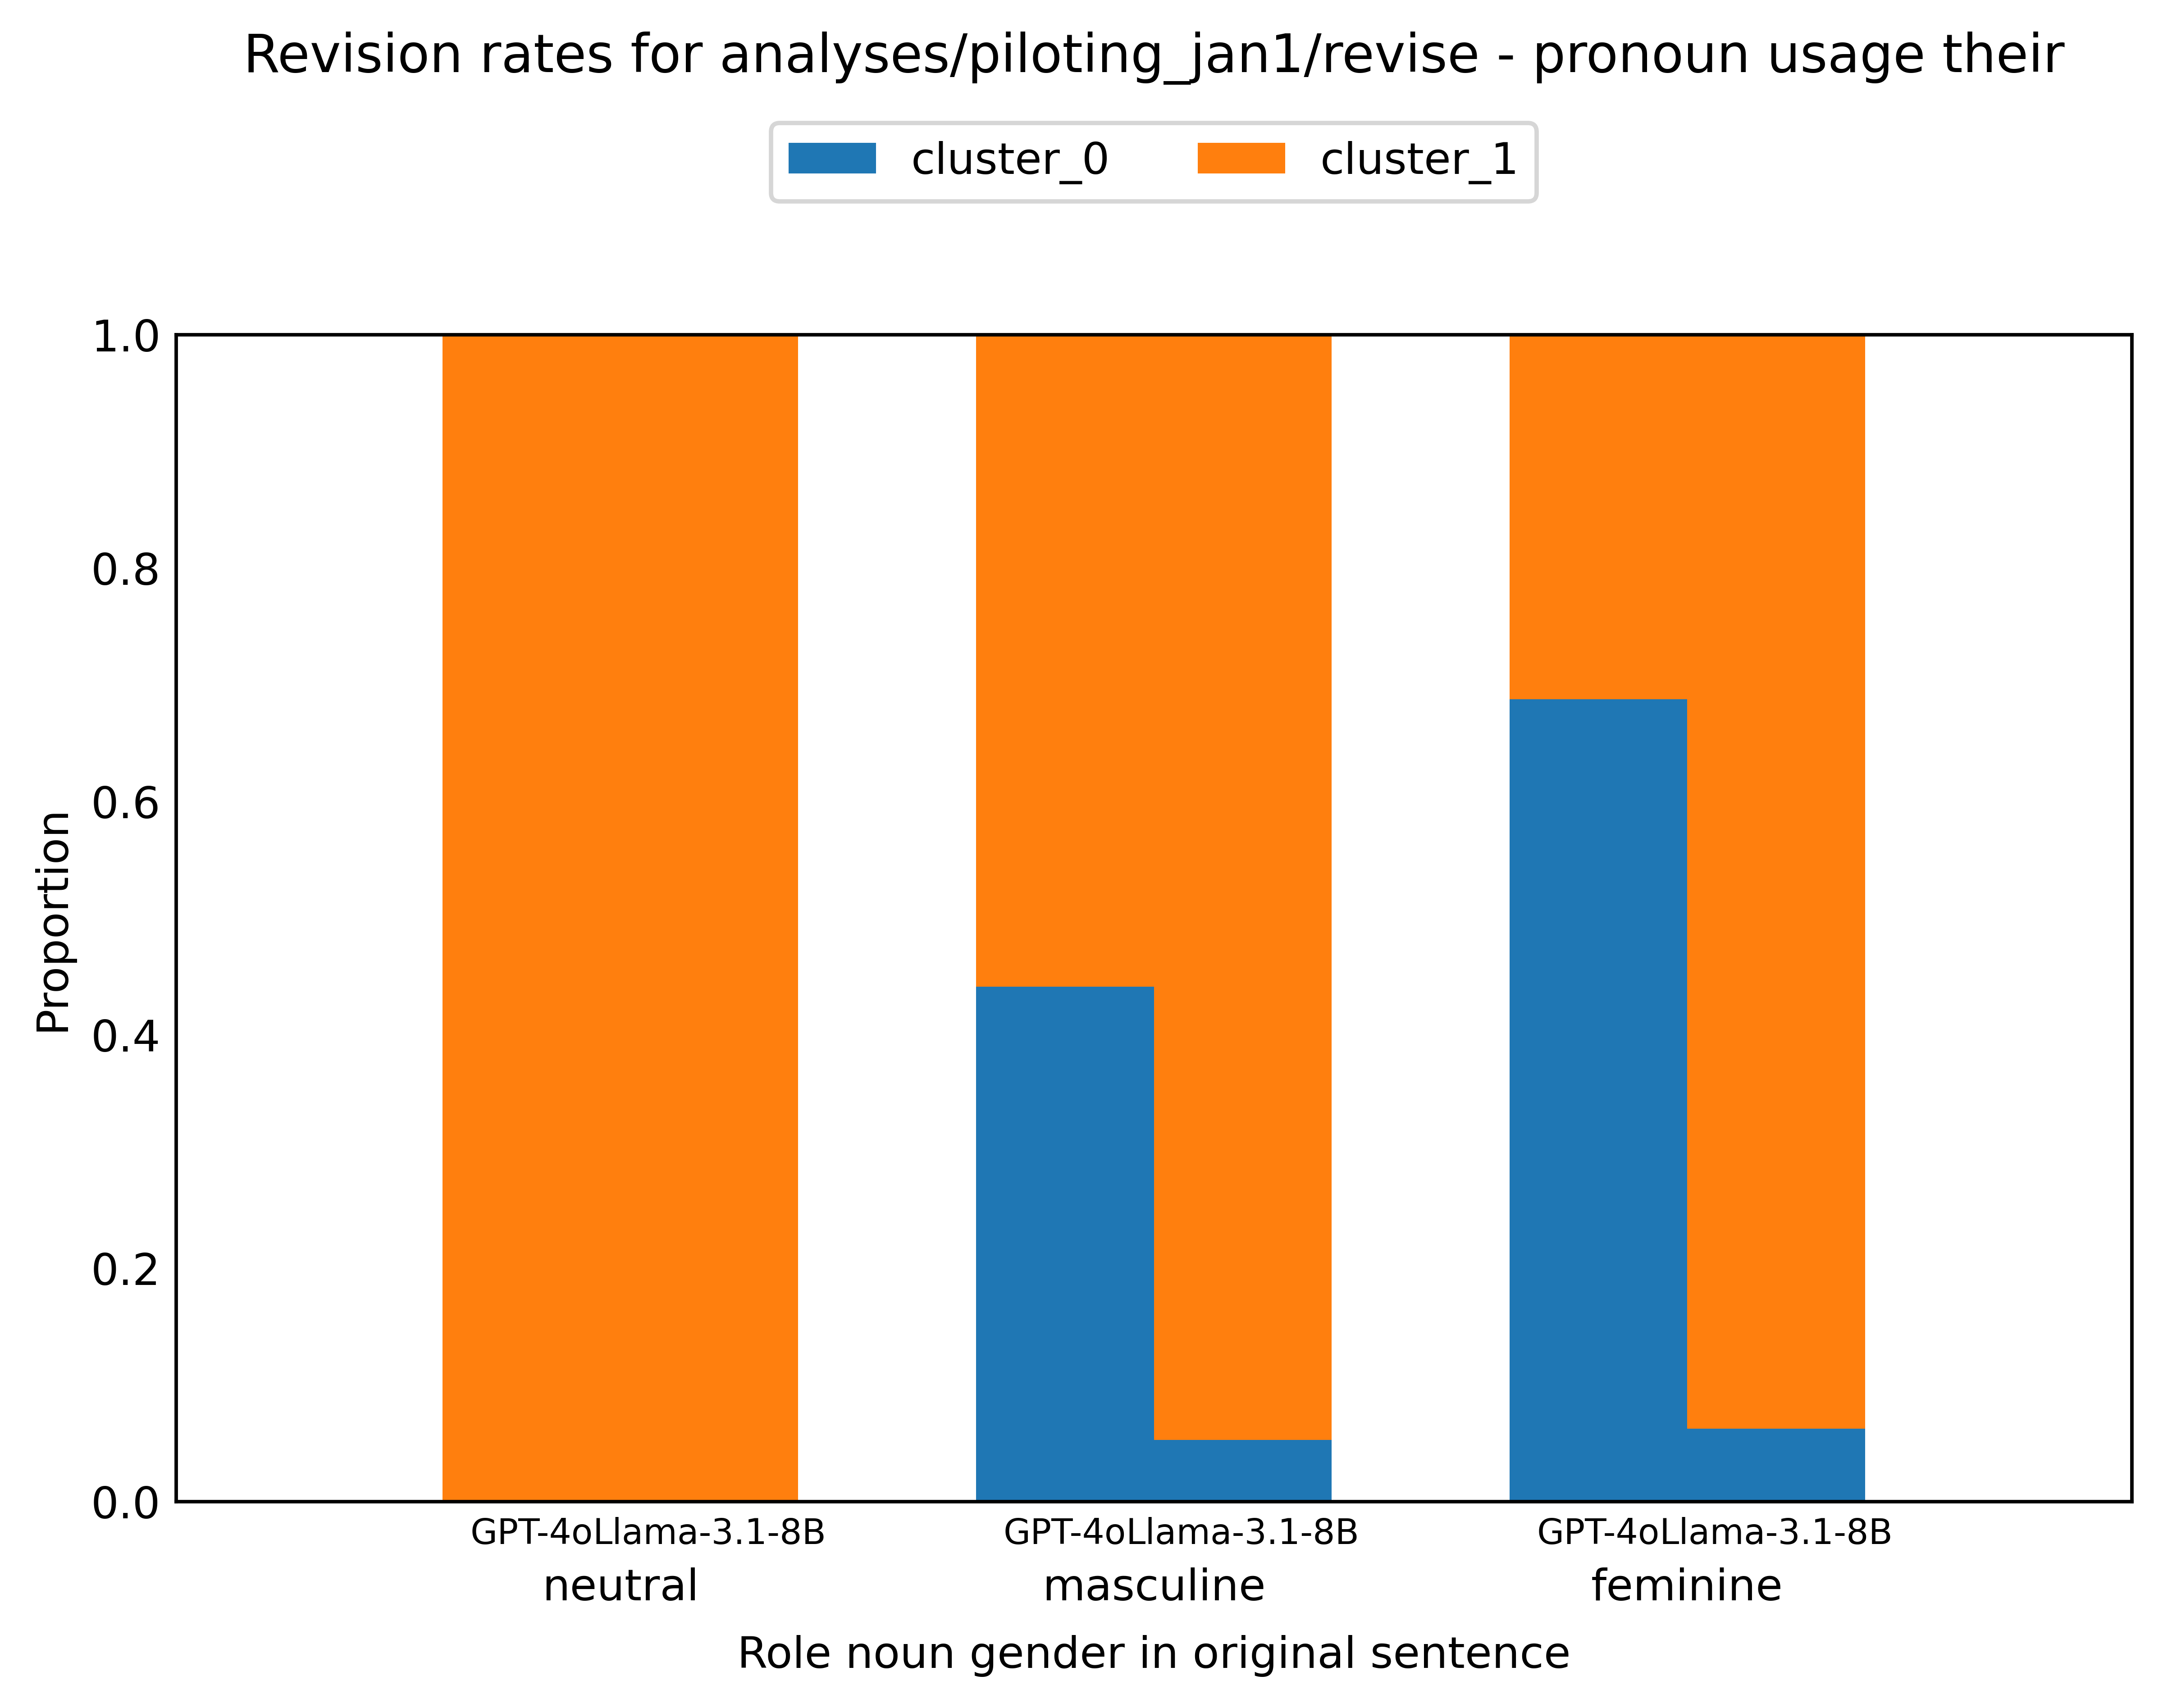 Revision rates for analyses/piloting_jan1/revise - pronoun usage their
cluster_0 cluster_1
1.0
0.8
0.6
0.4
0.2
0.0
Proportion
GPT-4oLlama-3.1-8B GPT-4oLlama-3.1-8B GPT-4oLlama-3.1-8B
neutral masculine feminine
Role noun gender in original sentence